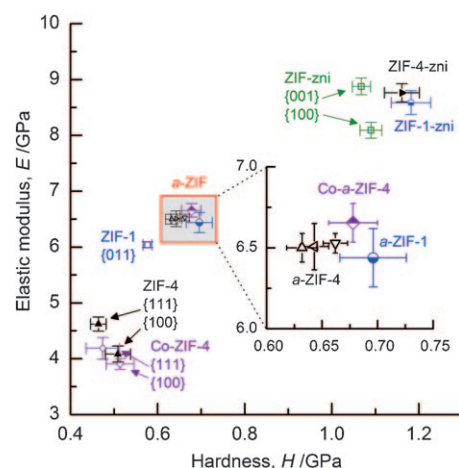 10
9
8
7
6
5
4
3
Elastic modulus, E /GPa
0.4
0.6
0.8
1.0
1.2
Hardness, H /GPa
ZIF-4-zni
ZIF-zni
{001}
{100}
ZIF-1-zni
a-ZIF
ZIF-1
{011}
ZIF-4
{111}
{100}
Co-ZIF-4
{111}
{100}
7.0
6.5
6.0
0.60
0.65
0.70
0.75
Co-a-ZIF-4
a-ZIF-1
a-ZIF-4